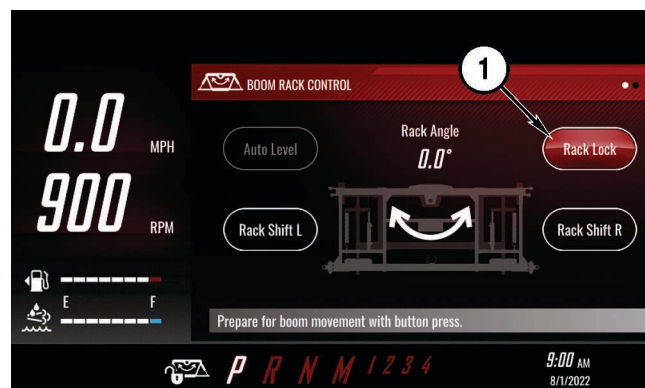 1
BOOM RACK CONTROL
0.0 MPH
900 RPM
Auto Level
Rack Angle
0.0°
Rack Lock
Rack Shift L
Rack Shift R
E F
Prepare for boom movement with button press.
P R N M 1 2 3 4
9:00 AM
8/1/2022